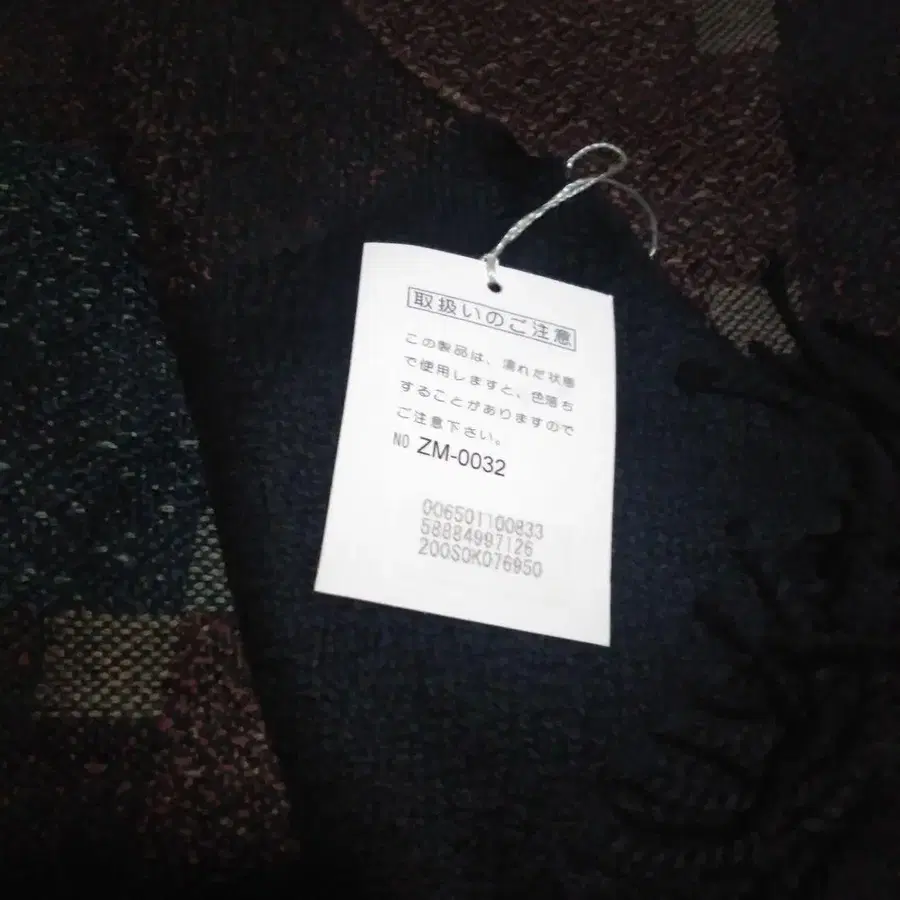 取扱いのご注意
この製品は、濡れた状態
で使用しますと、色落ち
することがありますので
ご注意下さい。
NO ZM-0032
006501100833
58884997126
200S0K076950